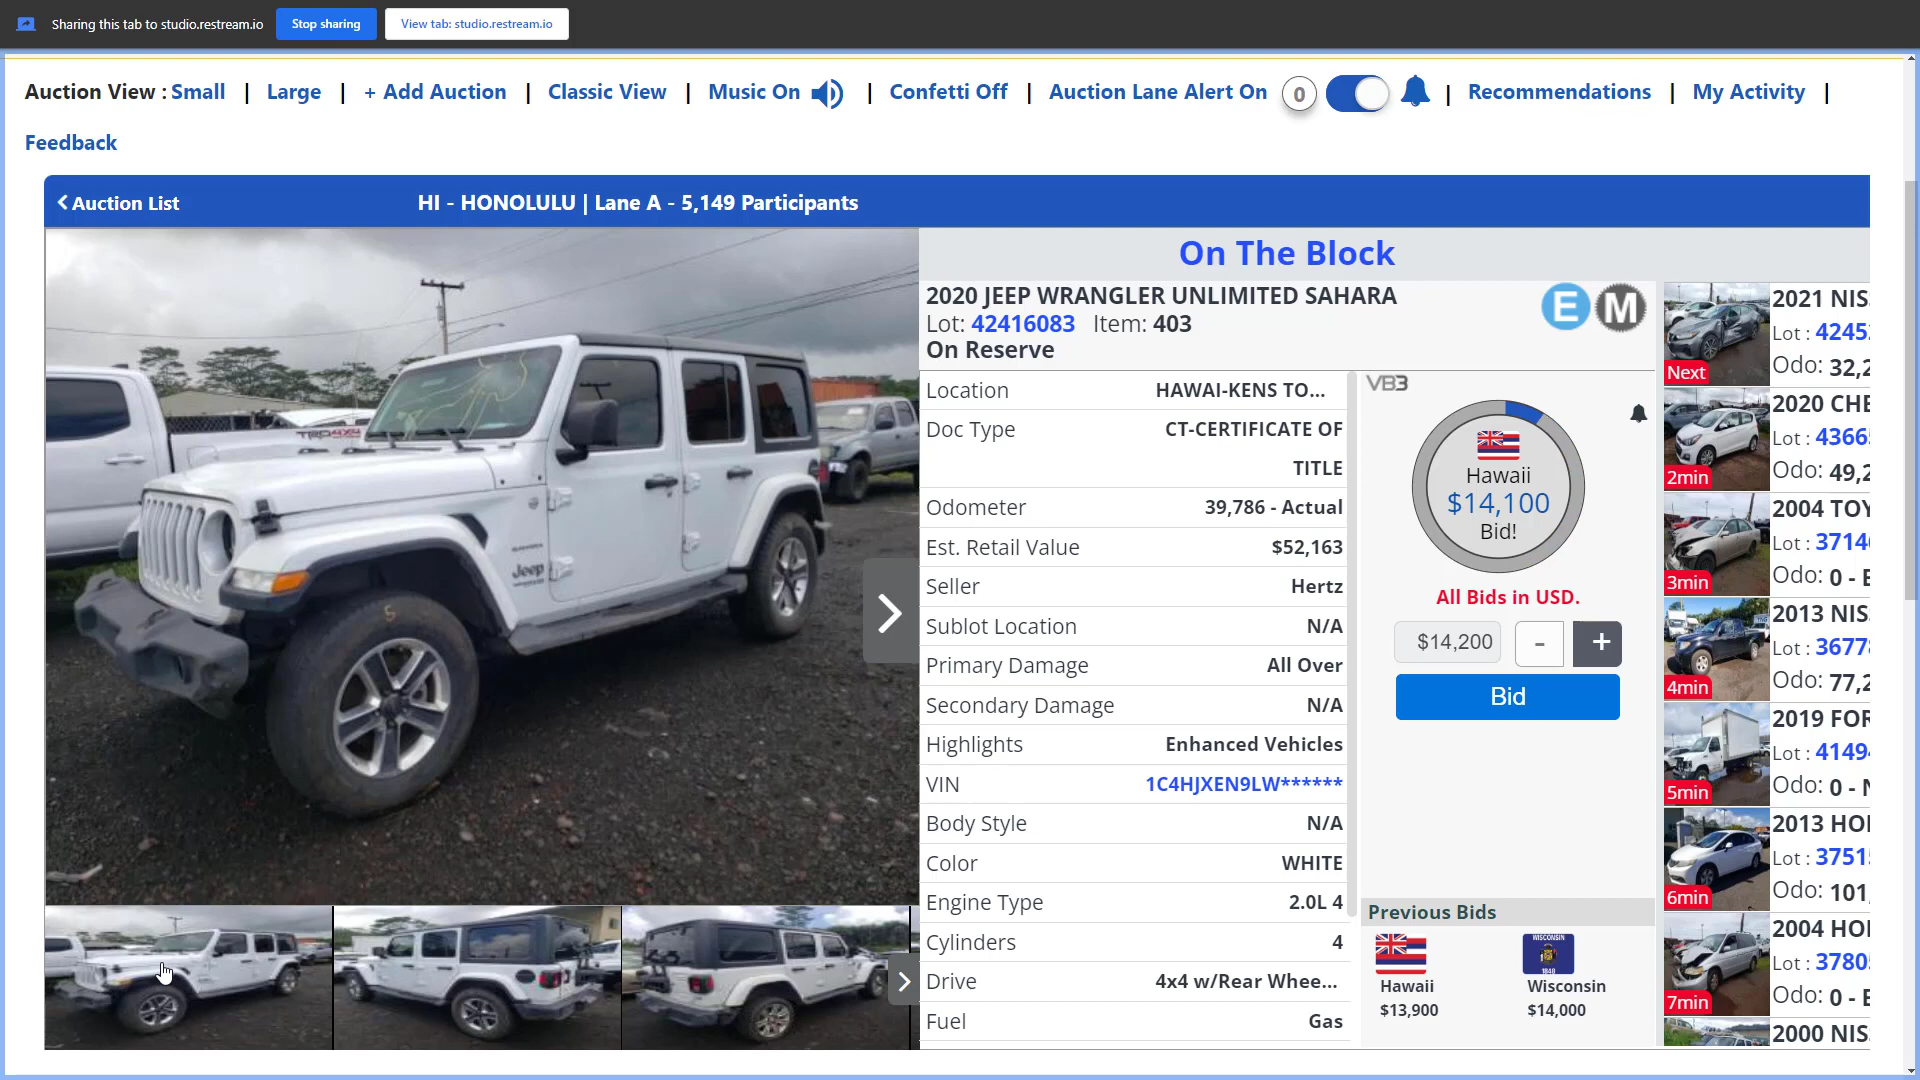 Sharing this tab to studio.restream.io
Stop sharing
View tab: studio.restream.io
Auction View : Small | Large | + Add Auction | Classic View | Music On | Confetti Off | Auction Lane Alert On 0 | Recommendations | My Activity |
Feedback
Auction List
HI - HONOLULU | Lane A - 5,149 Participants
On The Block
2020 JEEP WRANGLER UNLIMITED SAHARA
Lot: 42416083 Item: 403
On Reserve
E M
Location HAWAI-KENS TO...
Doc Type CT-CERTIFICATE OF
TITLE
Odometer 39,786 - Actual
Est. Retail Value $52,163
Seller Hertz
Sublot Location N/A
Primary Damage All Over
Secondary Damage N/A
Highlights Enhanced Vehicles
VIN 1C4HJXEN9LW******
Body Style N/A
Color WHITE
Engine Type 2.0L 4
Cylinders 4
Drive 4x4 w/Rear Whee...
Fuel Gas
VB3
Hawaii
$14,100
Bid!
All Bids in USD.
$14,200 - +
Bid
Previous Bids
Hawaii
$13,900
WISCONSIN
1848
Wisconsin
$14,000
2021 NIS
Lot : 4245
Odo: 32,2
Next
2020 CHE
Lot : 4366
Odo: 49,2
2min
2004 TOY
Lot : 3714
Odo: 0 - E
3min
2013 NIS
Lot : 3677
Odo: 77,2
4min
2019 FOR
Lot : 4149
Odo: 0 - N
5min
2013 HO
Lot : 3751
Odo: 101,
6min
2004 HO
Lot : 3780
Odo: 0 - E
7min
2000 NIS
TRD 4X4
Jeep
5